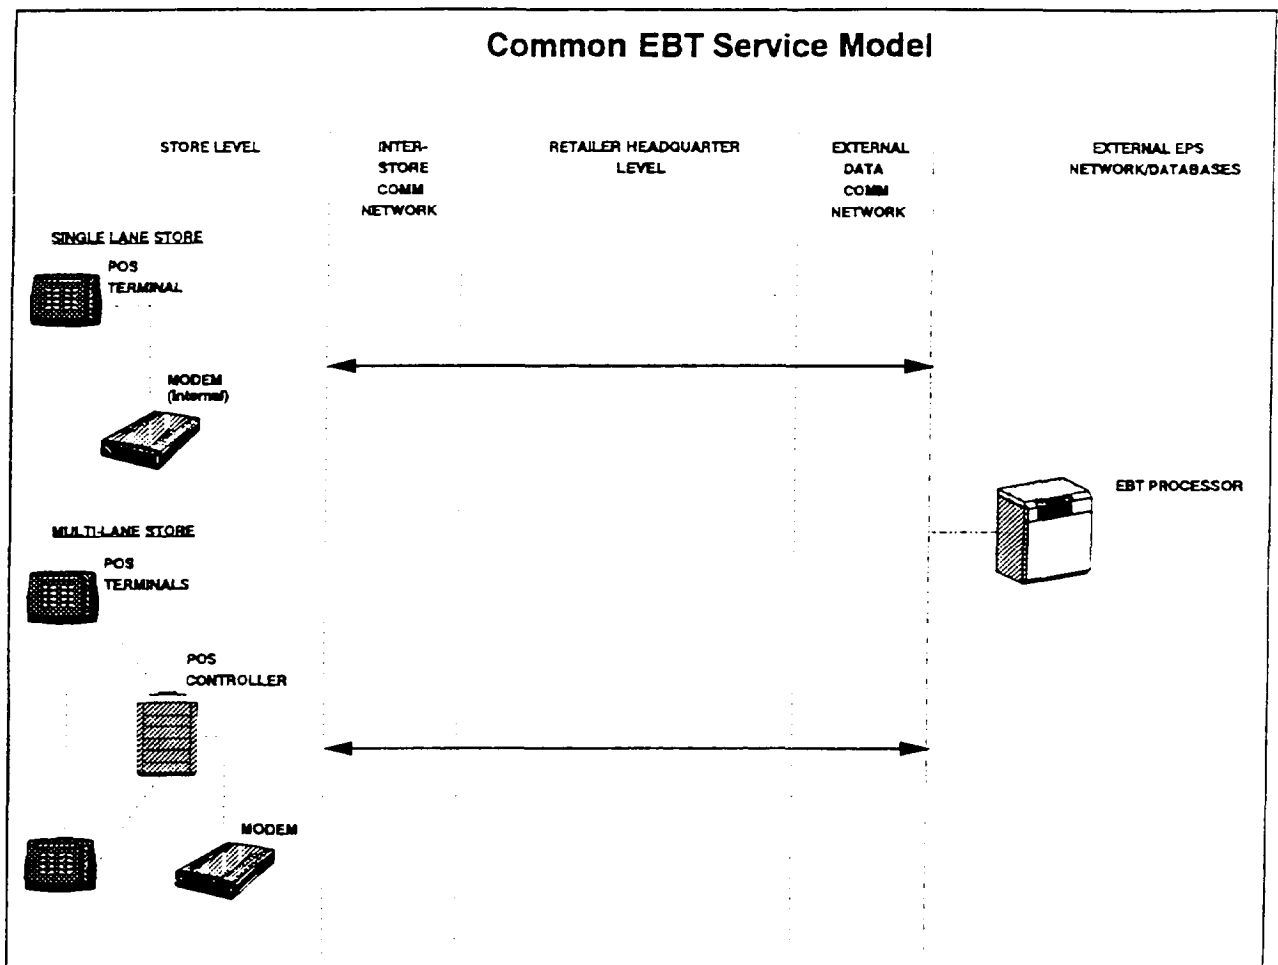 Common EBT Service Model
STORE LEVEL
INTER-
STORE
COMM
NETWORK
RETAILER HEADQUARTER
LEVEL
EXTERNAL
DATA
COMM
NETWORK
EXTERNAL EPS
NETWORK/DATABASES
SINGLE LANE STORE
POS
TERMINAL
MODEM
(Internal)
EBT PROCESSOR
MULTI-LANE STORE
POS
TERMINALS
POS
CONTROLLER
MODEM